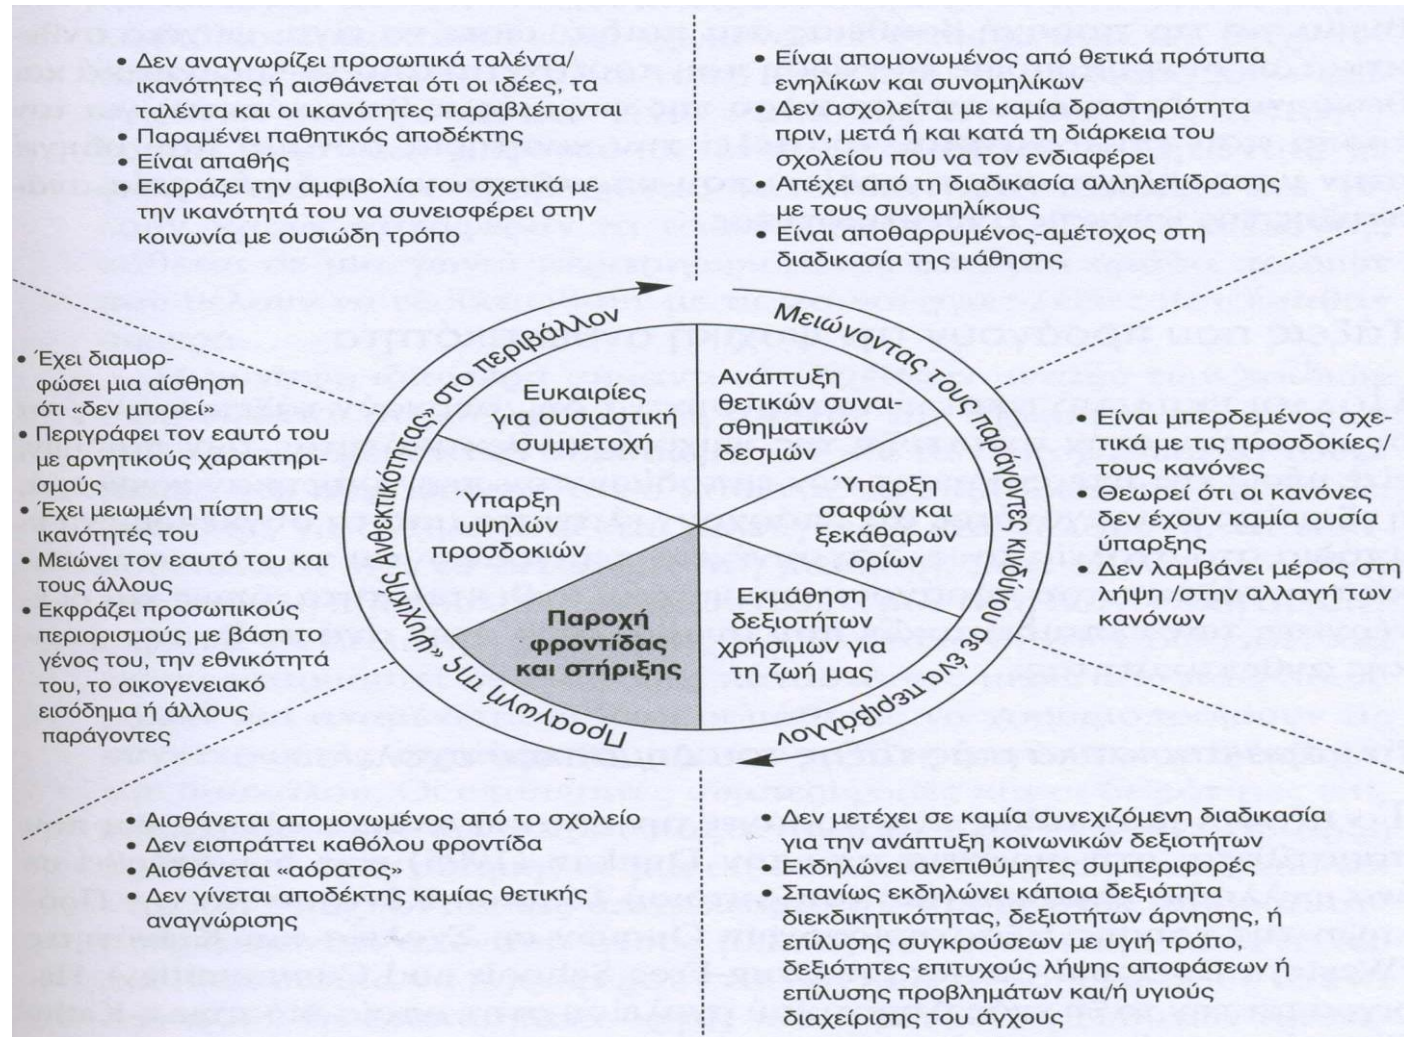 • Δεν αναγνωρίζει προσωπικά ταλέντα/
ικανότητες ή αισθάνεται ότι οι ιδέες, τα
ταλέντα και οι ικανότητές παραβλέπονται
• Παραμένει παθητικός αποδέκτης
• Είναι απαθής
• Εκφράζει την αμφιβολία του σχετικά με
την ικανότητά του να συνεισφέρει στην
κοινωνία με ουσιώδη τρόπο
• Είναι απομονωμένος από θετικά πρότυπα
ενηλίκων και συνομηλίκων
• Δεν ασχολείται με καμία δραστηριότητα
πριν, μετά ή και κατά τη διάρκεια του
σχολείου που να τον ενδιαφέρει
• Απέχει από τη διαδικασία αλληλεπίδρασης
με τους συνομηλίκους
• Είναι αποθαρρυμένος-αμέτοχος στη
διαδικασία της μάθησης
• Έχει διαμορ-
φώσει μια αίσθηση
ότι «δεν μπορεί»
• Περιγράφει τον εαυτό του
με αρνητικούς χαρακτηρι-
σμούς
• Έχει μειωμένη πίστη στις
ικανότητές του
• Μειώνει τον εαυτό του και
τους άλλους
• Εκφράζει προσωπικούς
περιορισμούς με βάση το
γένος του, την εθνικότητά
του, το οικογενειακό
εισόδημα ή άλλους
παράγοντες
Προαγωγή της «ψυχικής Ανθεκτικότητας» στο περιβάλλον
Μειώνοντας τους παράγοντες κινδύνου σε ένα περιβάλλον
Ευκαιρίες
για ουσιαστική
συμμετοχή
Ανάπτυξη
θετικών συναι-
σθηματικών
δεσμών
Ύπαρξη
υψηλών
προσδοκιών
Ύπαρξη
σαφών και
ξεκάθαρων
ορίων
Παροχή
φροντίδας
και στήριξης
Εκμάθηση
δεξιοτήτων
χρήσιμων για
τη ζωή μας
• Είναι μπερδεμένος σχε-
τικά με τις προσδοκίες/
τους κανόνες
• Θεωρεί ότι οι κανόνες
δεν έχουν καμία ουσία
ύπαρξης
• Δεν λαμβάνει μέρος στη
λήψη /στην αλλαγή των
κανόνων
• Αισθάνεται απομονωμένος από το σχολείο
• Δεν εισπράττει καθόλου φροντίδα
• Αισθάνεται «αόρατος»
• Δεν γίνεται αποδέκτης καμίας θετικής
αναγνώρισης
• Δεν μετέχει σε καμία συνεχιζόμενη διαδικασία
για την ανάπτυξη κοινωνικών δεξιοτήτων
• Εκδηλώνει ανεπιθύμητες συμπεριφορές
• Σπανίως εκδηλώνει κάποια δεξιότητα
διεκδικητικότητας, δεξιοτήτων άρνησης, ή
επίλυσης συγκρούσεων με υγιή τρόπο,
δεξιότητες επιτυχούς λήψης αποφάσεων ή
επίλυσης προβλημάτων και/ή υγιούς
διαχείρισης του άγχους